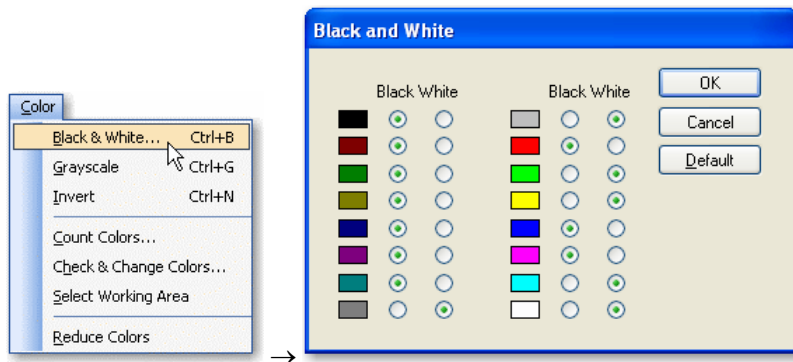 Color
Black & White... Ctrl+B
Grayscale Ctrl+G
Invert Ctrl+N
Count Colors...
Check & Change Colors...
Select Working Area
Reduce Colors
→
Black and White
Black White Black White
OK
Cancel
Default